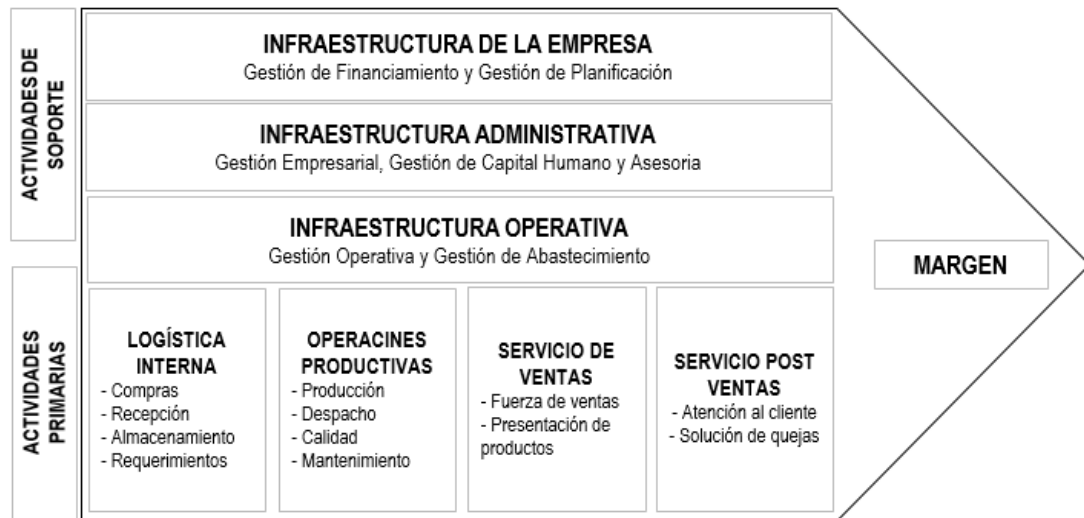 ACTIVIDADES DE
SOPORTE
INFRAESTRUCTURA DE LA EMPRESA
Gestión de Financiamiento y Gestión de Planificación
INFRAESTRUCTURA ADMINISTRATIVA
Gestión Empresarial, Gestión de Capital Humano y Asesoria
INFRAESTRUCTURA OPERATIVA
Gestión Operativa y Gestión de Abastecimiento
MARGEN
ACTIVIDADES
PRIMARIAS
LOGÍSTICA
INTERNA
- Compras
- Recepción
- Almacenamiento
- Requerimientos
OPERACINES
PRODUCTIVAS
- Producción
- Despacho
- Calidad
- Mantenimiento
SERVICIO DE
VENTAS
- Fuerza de ventas
- Presentación de
productos
SERVICIO POST
VENTAS
- Atención al cliente
- Solución de quejas